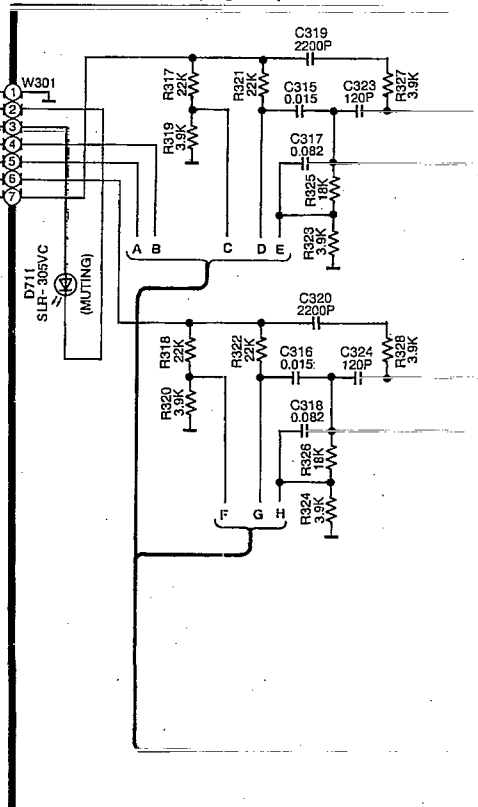 C319
2200P
R317
22K
R321
22K
C315
0.015
C323
120P
R327
3.9K
W301
1
2
3
4
5
6
7
R319
3.9K
C317
0.082
R325
18K
R323
3.9K
A B C D E
D711
SLR-305VC
(MUTING)
C320
2200P
R318
22K
R322
22K
C316
0.015
C324
120P
R328
3.9K
R320
3.9K
C318
0.082
R326
18K
R324
3.9K
F G H